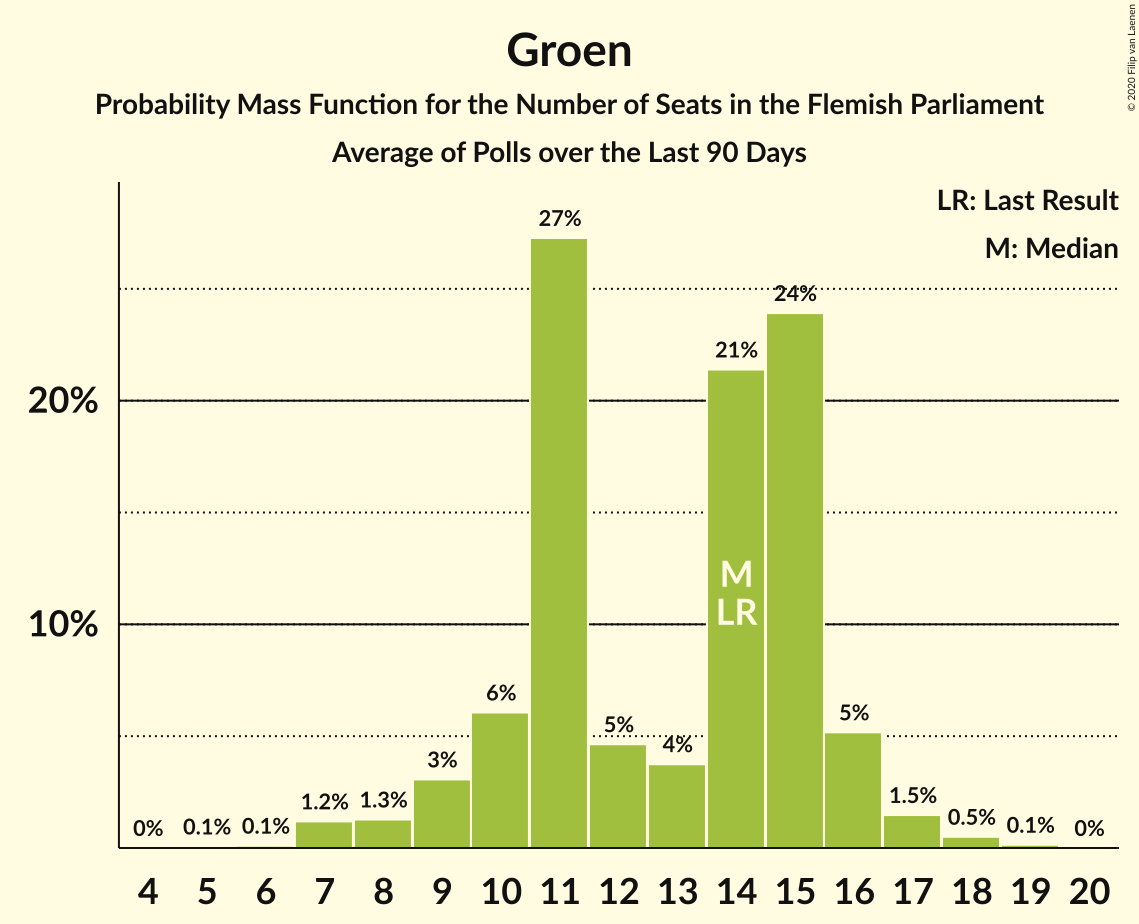 Groen
Probability Mass Function for the Number of Seats in the Flemish Parliament
Average of Polls over the Last 90 Days
© 2020 Filip van Laenen
LR: Last Result
M: Median
20%
10%
0%
0.1%
0.1%
1.2%
1.3%
3%
6%
27%
5%
4%
21%
24%
5%
1.5%
0.5%
0.1%
0%
M
LR
4 5 6 7 8 9 10 11 12 13 14 15 16 17 18 19 20